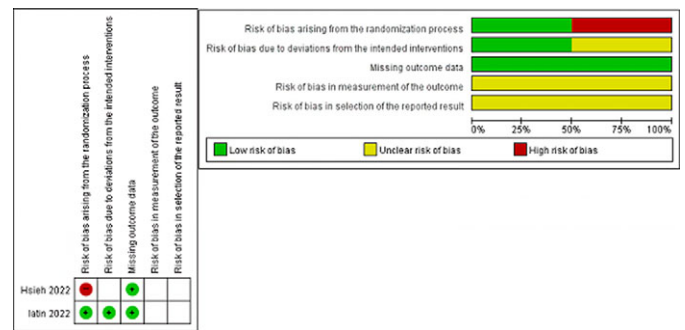 Risk of bias arising from the randomization process
Risk of bias due to deviations from the intended interventions
Missing outcome data
Risk of bias in measurement of the outcome
Risk of bias in selection of the reported result
0% 25% 50% 75% 100%
Low risk of bias Unclear risk of bias High risk of bias
Risk of bias arising from the randomization process
Risk of bias due to deviations from the intended interventions
Missing outcome data
Risk of bias in measurement of the outcome
Risk of bias in selection of the reported result
Hsieh 2022 - +
latin 2022 + + +